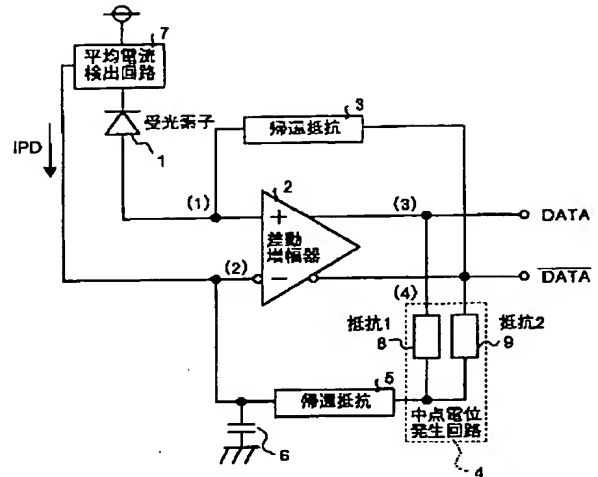 7
平均電流
検出回路
受光素子
1
IPD
3
帰還抵抗
(1)
2
+
差動
増幅器
(3)
DATA
(2)
−
DATA
(4)
抵抗1
8
抵抗2
9
5
帰還抵抗
6
中点電位
発生回路
4